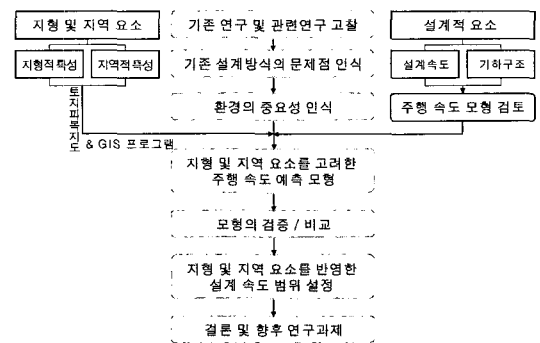 지형 및 지역 요소
기존 연구 및 관련연구 고찰
설계적 요소
지형적특성
지역적특성
기존 설계방식의 문제점 인식
설계속도
기하구조
환경의 중요성 인식
주행 속도 모형 검토
토지피복지도
& GIS 프로그램
지형 및 지역 요소를 고려한
주행 속도 예측 모형
모형의 검증 / 비교
지형 및 지역 요소를 반영한
설계 속도 범위 설정
결론 및 향후 연구과제